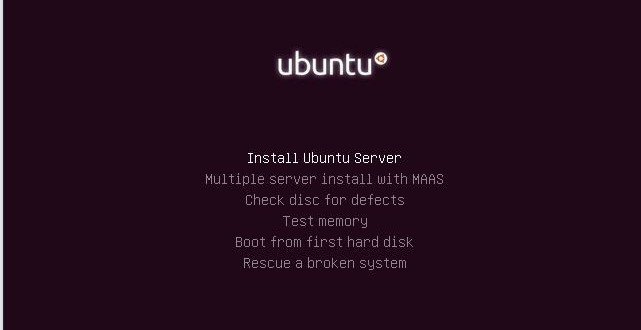 ubuntu
Install Ubuntu Server
Multiple server install with MAAS
Check disc for defects
Test memory
Boot from first hard disk
Rescue a broken system